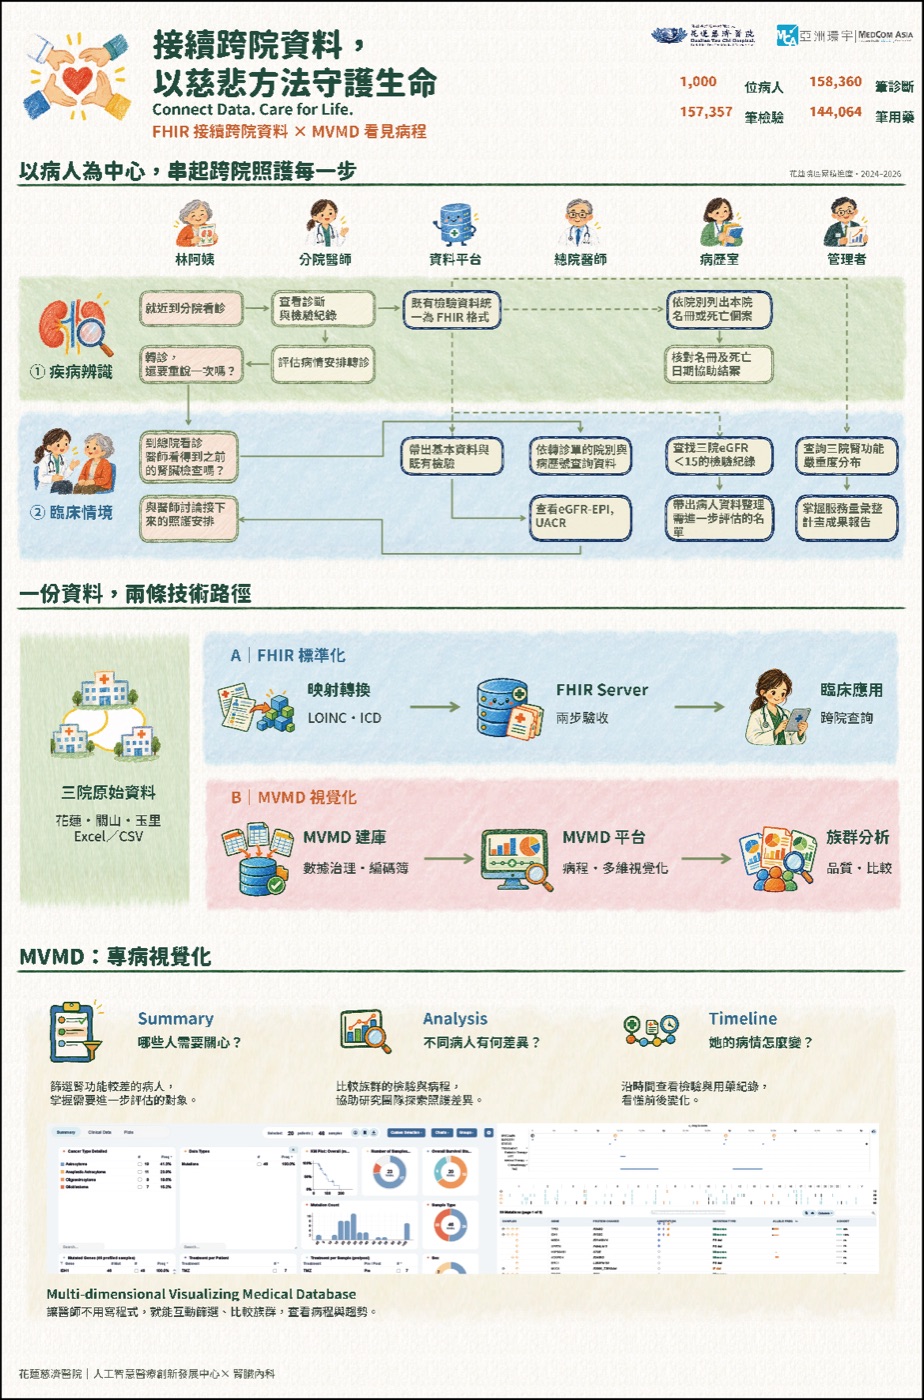 接續跨院資料，
以慈悲方法守護生命
Connect Data. Care for Life.
FHIR 接續跨院資料 × MVMD 看見病程
花蓮慈濟醫院
亞洲環宇 MEDCOM ASIA
1,000 位病人 158,360 筆診斷
157,357 筆檢驗 144,064 筆用藥
以病人為中心，串起跨院照護每一步
2024–2026
林阿姨
分院醫師
資料平台
總院醫師
病歷室
管理者
① 疾病辨識
就近到分院看診
查看診斷
與檢驗紀錄
既有檢驗資料統
一為 FHIR 格式
依院別列出本院
名冊或死亡個案
轉診，
還要重說一次嗎？
評估病情安排轉診
核對名冊及死亡
日期協助結案
② 臨床情境
到總院看診
醫師看得到之前
的腎臟檢查嗎？
帶出基本資料與
既有檢驗
依轉診單的院別與
病歷號查詢資料
查找三院eGFR
＜15的檢驗紀錄
查詢三院腎功能
嚴重度分布
與醫師討論接下
來的照護安排
查看eGFR-EPI,
UACR
帶出病人資料整理
需進一步評估的名
單
掌握服務量彙整
計畫成果報告
一份資料，兩條技術路徑
三院原始資料
花蓮・關山・玉里
Excel／CSV
A｜FHIR 標準化
映射轉換
LOINC・ICD
FHIR Server
兩步驗收
臨床應用
跨院查詢
B｜MVMD 視覺化
MVMD 建庫
數據治理・編碼簿
MVMD 平台
病程・多維視覺化
族群分析
品質・比較
MVMD：專病視覺化
Summary
哪些人需要關心？
篩選腎功能較差的病人，
掌握需要進一步評估的對象。
Analysis
不同病人有何差異？
比較族群的檢驗與病程，
協助研究團隊探索照護差異。
Timeline
她的病情怎麼變？
沿時間查看檢驗與用藥紀錄，
看懂前後變化。
Summary Clinical Data Plots
Cancer Type Detailed
Data Types
Mutations
Mutation Count
Sample Type
Treatment per Patient
Multi-dimensional Visualizing Medical Database
讓醫師不用寫程式，就能互動篩選、比較族群，查看病程與趨勢。
花蓮慈濟醫院｜人工智慧醫療創新發展中心× 腎臟內科